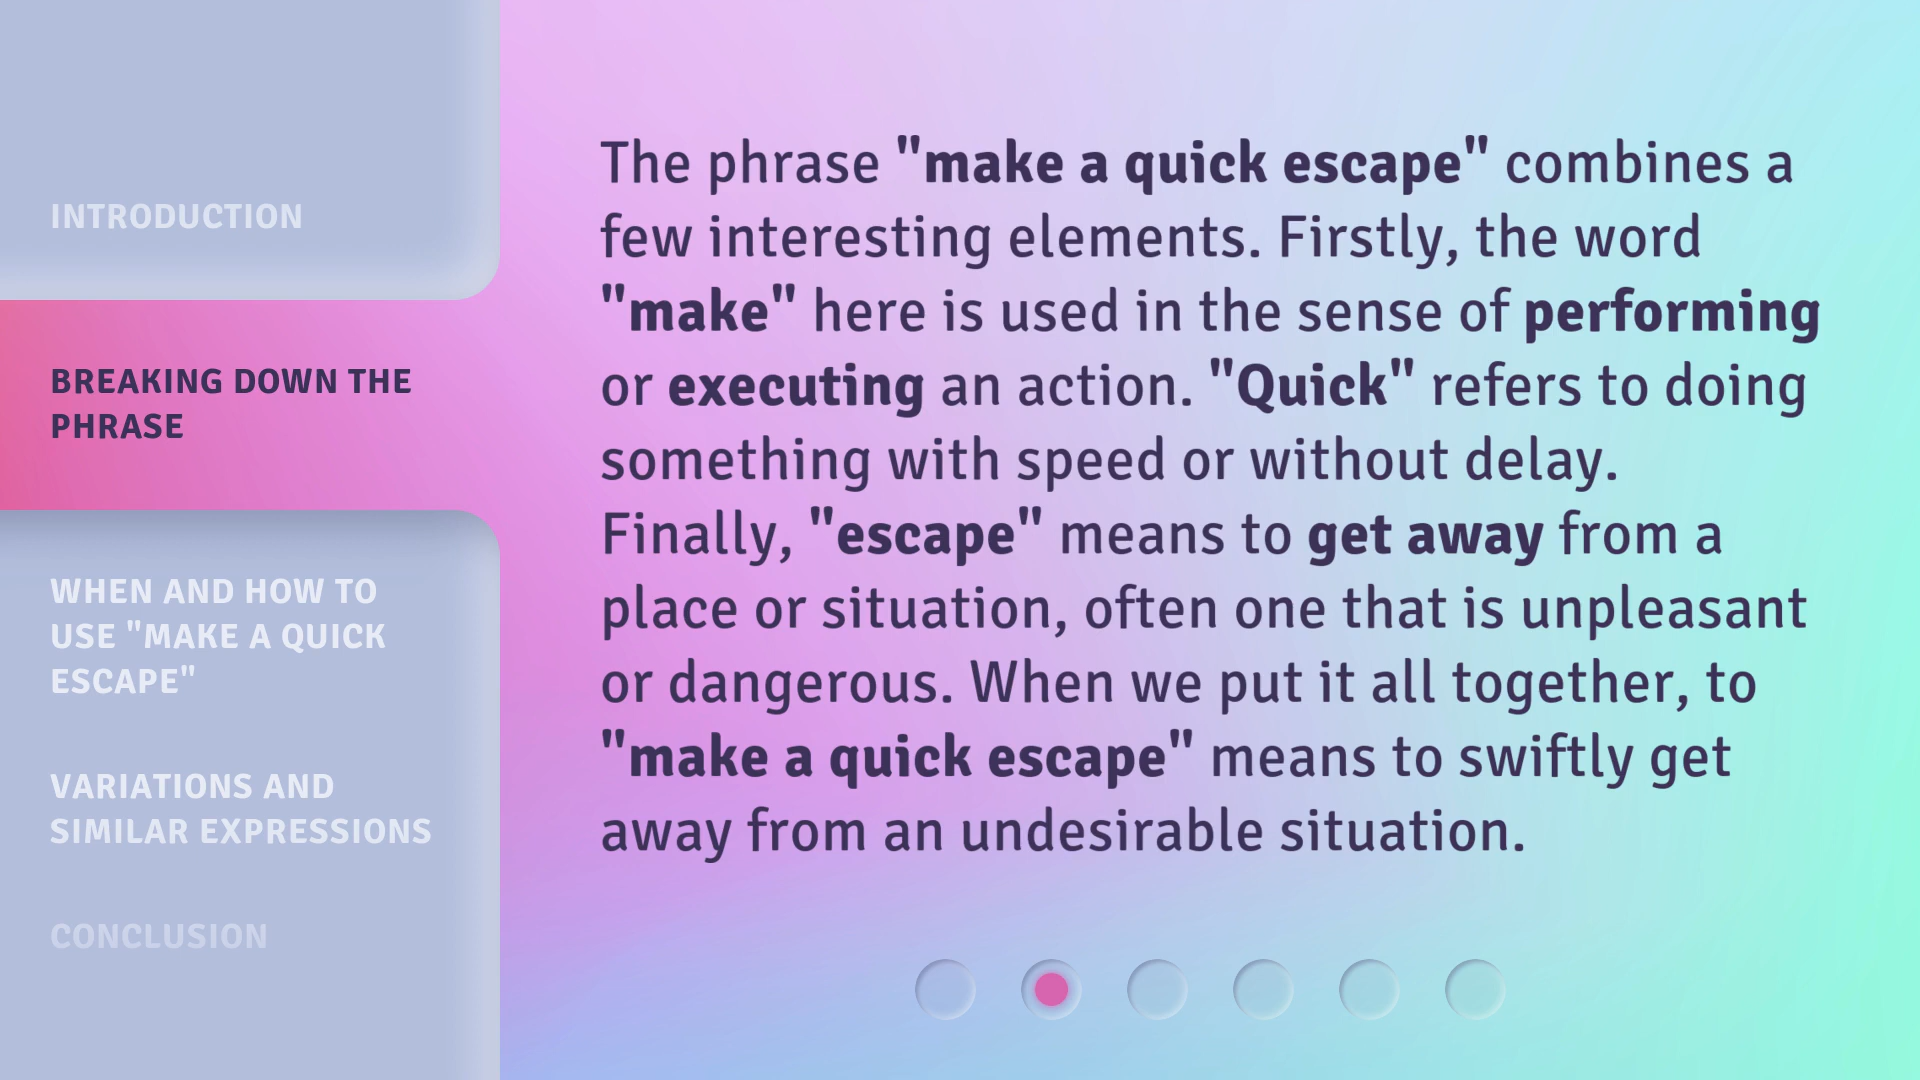 INTRODUCTION
BREAKING DOWN THE
PHRASE
WHEN AND HOW TO
USE "MAKE A QUICK
ESCAPE"
VARIATIONS AND
SIMILAR EXPRESSIONS
CONCLUSION
The phrase "make a quick escape" combines a
few interesting elements. Firstly, the word
"make" here is used in the sense of performing
or executing an action. "Quick" refers to doing
something with speed or without delay.
Finally, "escape" means to get away from a
place or situation, often one that is unpleasant
or dangerous. When we put it all together, to
"make a quick escape" means to swiftly get
away from an undesirable situation.